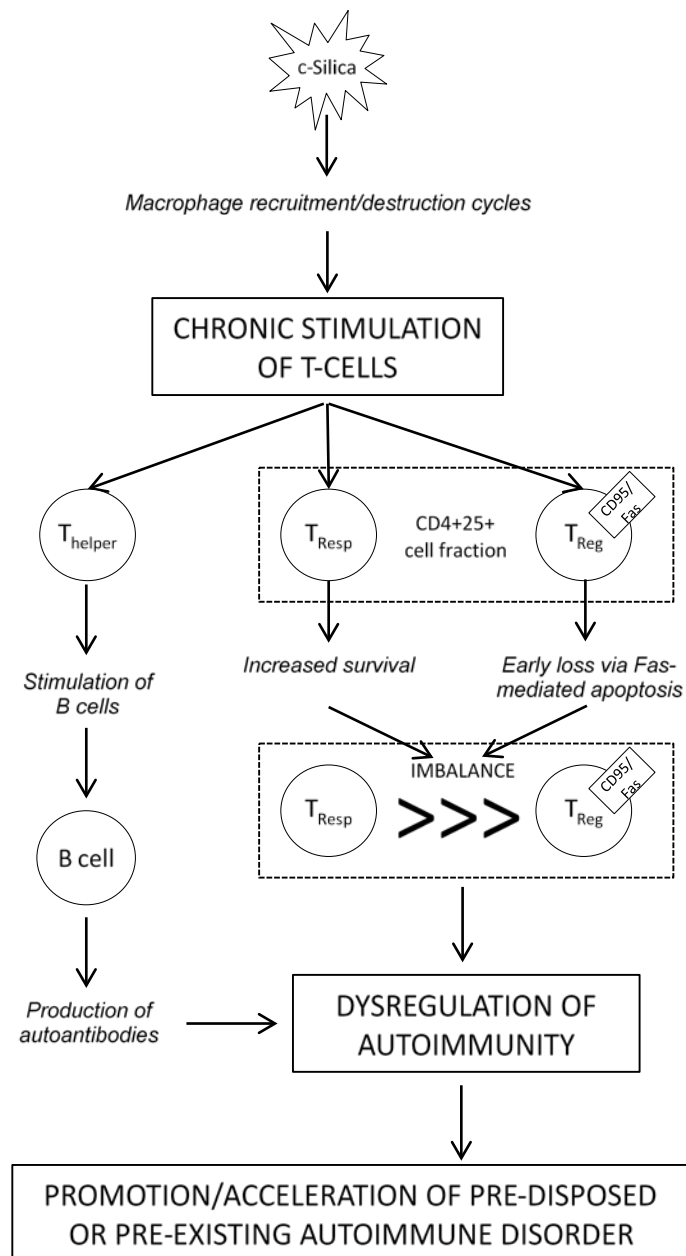 c-Silica
Macrophage recruitment/destruction cycles
CHRONIC STIMULATION
OF T-CELLS
T helper
T Resp
CD4+25+
cell fraction
T Reg
CD95/
Fas
Stimulation of
B cells
Increased survival
Early loss via Fas-
mediated apoptosis
IMBALANCE
T Resp
>>>
T Reg
CD95/
Fas
B cell
Production of
autoantibodies
DYSREGULATION OF
AUTOIMMUNITY
PROMOTION/ACCELERATION OF PRE-DISPOSED
OR PRE-EXISTING AUTOIMMUNE DISORDER